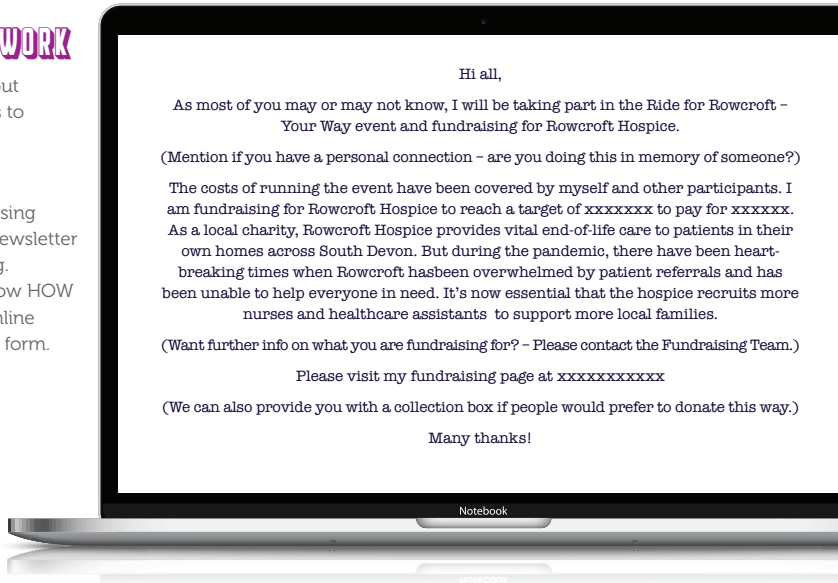 WORK
out
s to
sing
ewsletter
g.
ow HOW
nline
form.
Hi all,
As most of you may or may not know, I will be taking part in the Ride for Rowcroft –
Your Way event and fundraising for Rowcroft Hospice.
(Mention if you have a personal connection – are you doing this in memory of someone?)
The costs of running the event have been covered by myself and other participants. I
am fundraising for Rowcroft Hospice to reach a target of xxxxxxx to pay for xxxxxx.
As a local charity, Rowcroft Hospice provides vital end-of-life care to patients in their
own homes across South Devon. But during the pandemic, there have been heart-
breaking times when Rowcroft hasbeen overwhelmed by patient referrals and has
been unable to help everyone in need. It's now essential that the hospice recruits more
nurses and healthcare assistants to support more local families.
(Want further info on what you are fundraising for? – Please contact the Fundraising Team.)
Please visit my fundraising page at xxxxxxxxxxx
(We can also provide you with a collection box if people would prefer to donate this way.)
Many thanks!
Notebook